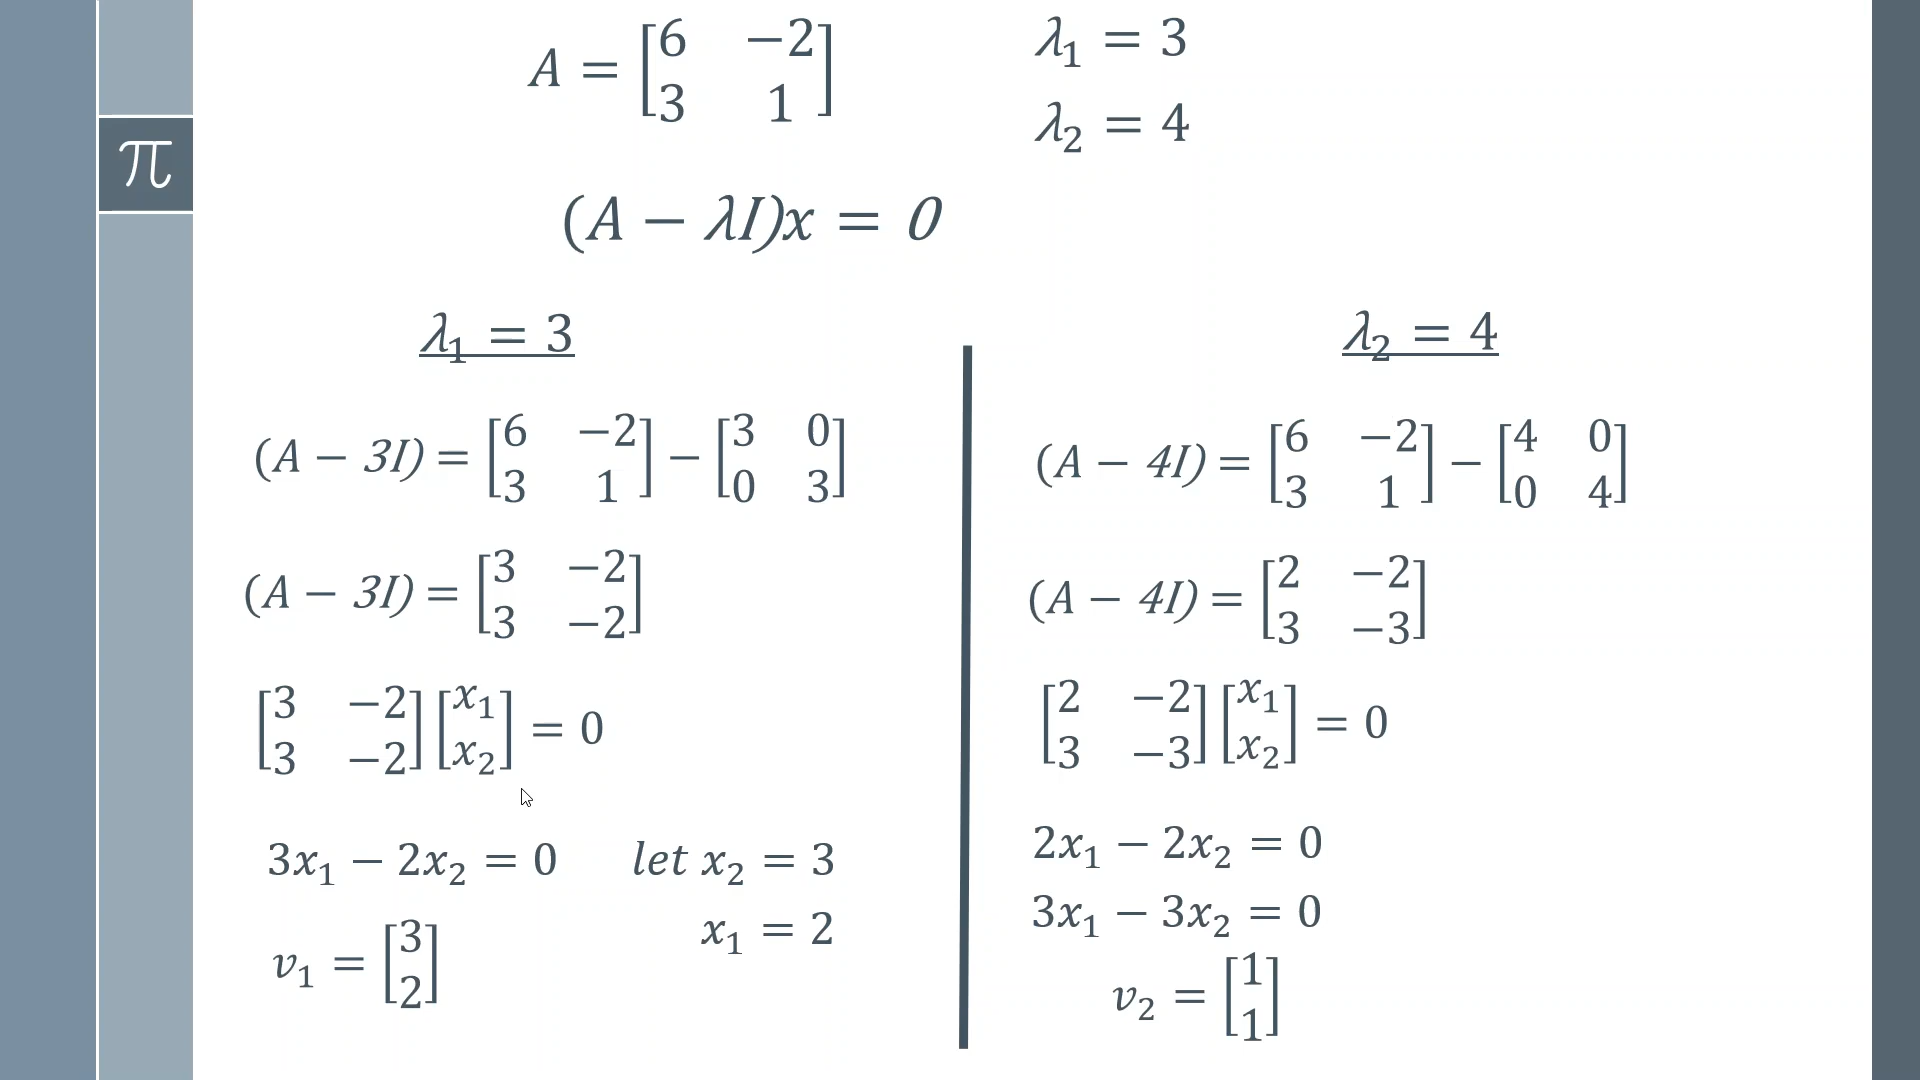 π
A = [6 −2; 3 1]
λ₁ = 3
λ₂ = 4
(A − λI)x = 0
λ₁ = 3
(A − 3I) = [6 −2; 3 1] − [3 0; 0 3]
(A − 3I) = [3 −2; 3 −2]
[3 −2; 3 −2] [x₁; x₂] = 0
3x₁ − 2x₂ = 0 let x₂ = 3
x₁ = 2
v₁ = [3; 2]
λ₂ = 4
(A − 4I) = [6 −2; 3 1] − [4 0; 0 4]
(A − 4I) = [2 −2; 3 −3]
[2 −2; 3 −3] [x₁; x₂] = 0
2x₁ − 2x₂ = 0
3x₁ − 3x₂ = 0
v₂ = [1; 1]